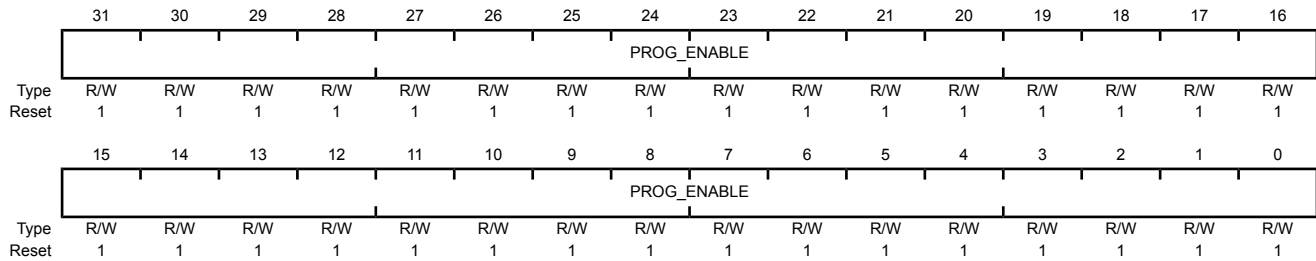 31 30 29 28 27 26 25 24 23 22 21 20 19 18 17 16
PROG_ENABLE
Type R/W R/W R/W R/W R/W R/W R/W R/W R/W R/W R/W R/W R/W R/W R/W R/W
Reset 1 1 1 1 1 1 1 1 1 1 1 1 1 1 1 1
15 14 13 12 11 10 9 8 7 6 5 4 3 2 1 0
PROG_ENABLE
Type R/W R/W R/W R/W R/W R/W R/W R/W R/W R/W R/W R/W R/W R/W R/W R/W
Reset 1 1 1 1 1 1 1 1 1 1 1 1 1 1 1 1